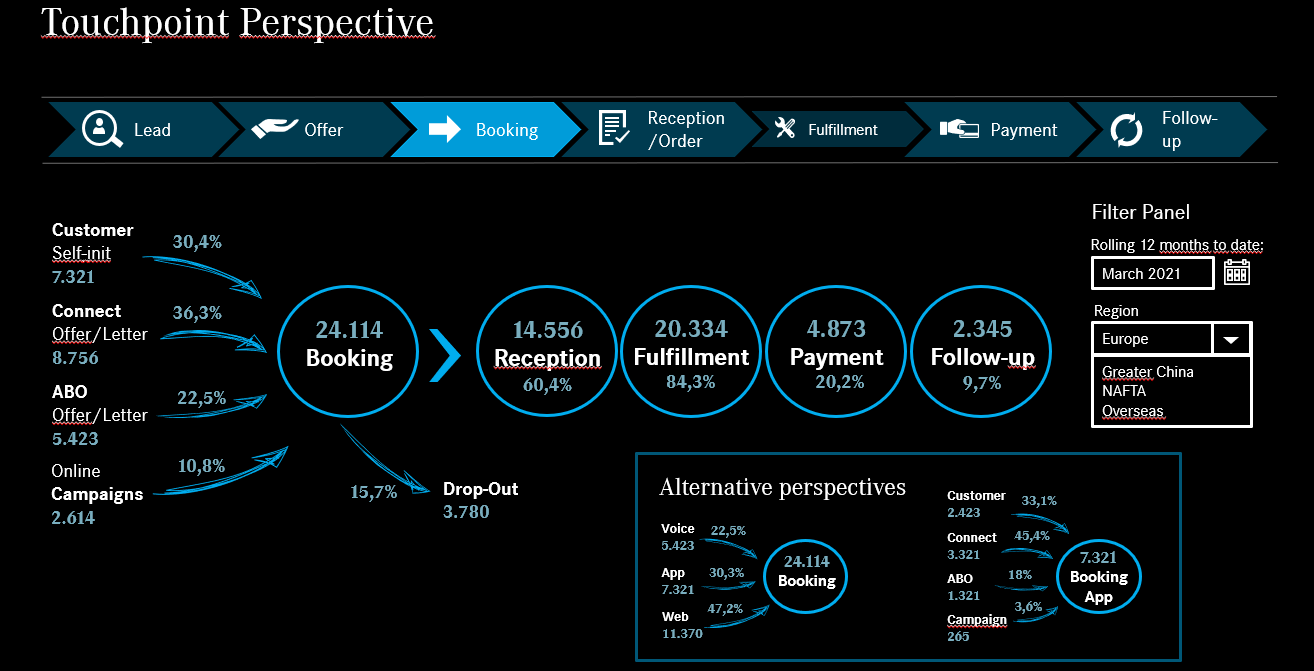 Touchpoint Perspective
Lead
Offer
Booking
Reception
/Order
Fulfillment
Payment
Follow-
up
Customer
Self-init
7.321
30,4%
Connect
Offer/Letter
8.756
36,3%
ABO
Offer/Letter
5.423
22,5%
Online
Campaigns
2.614
10,8%
24.114
Booking
15,7%
Drop-Out
3.780
14.556
Reception
60,4%
20.334
Fulfillment
84,3%
4.873
Payment
20,2%
2.345
Follow-up
9,7%
Filter Panel
Rolling 12 months to date:
March 2021
Region
Europe
Greater China
NAFTA
Overseas
Alternative perspectives
Voice
5.423
22,5%
App
7.321
30,3%
Web
11.370
47,2%
24.114
Booking
Customer
2.423
33,1%
Connect
3.321
45,4%
ABO
1.321
18%
Campaign
265
3,6%
7.321
Booking
App